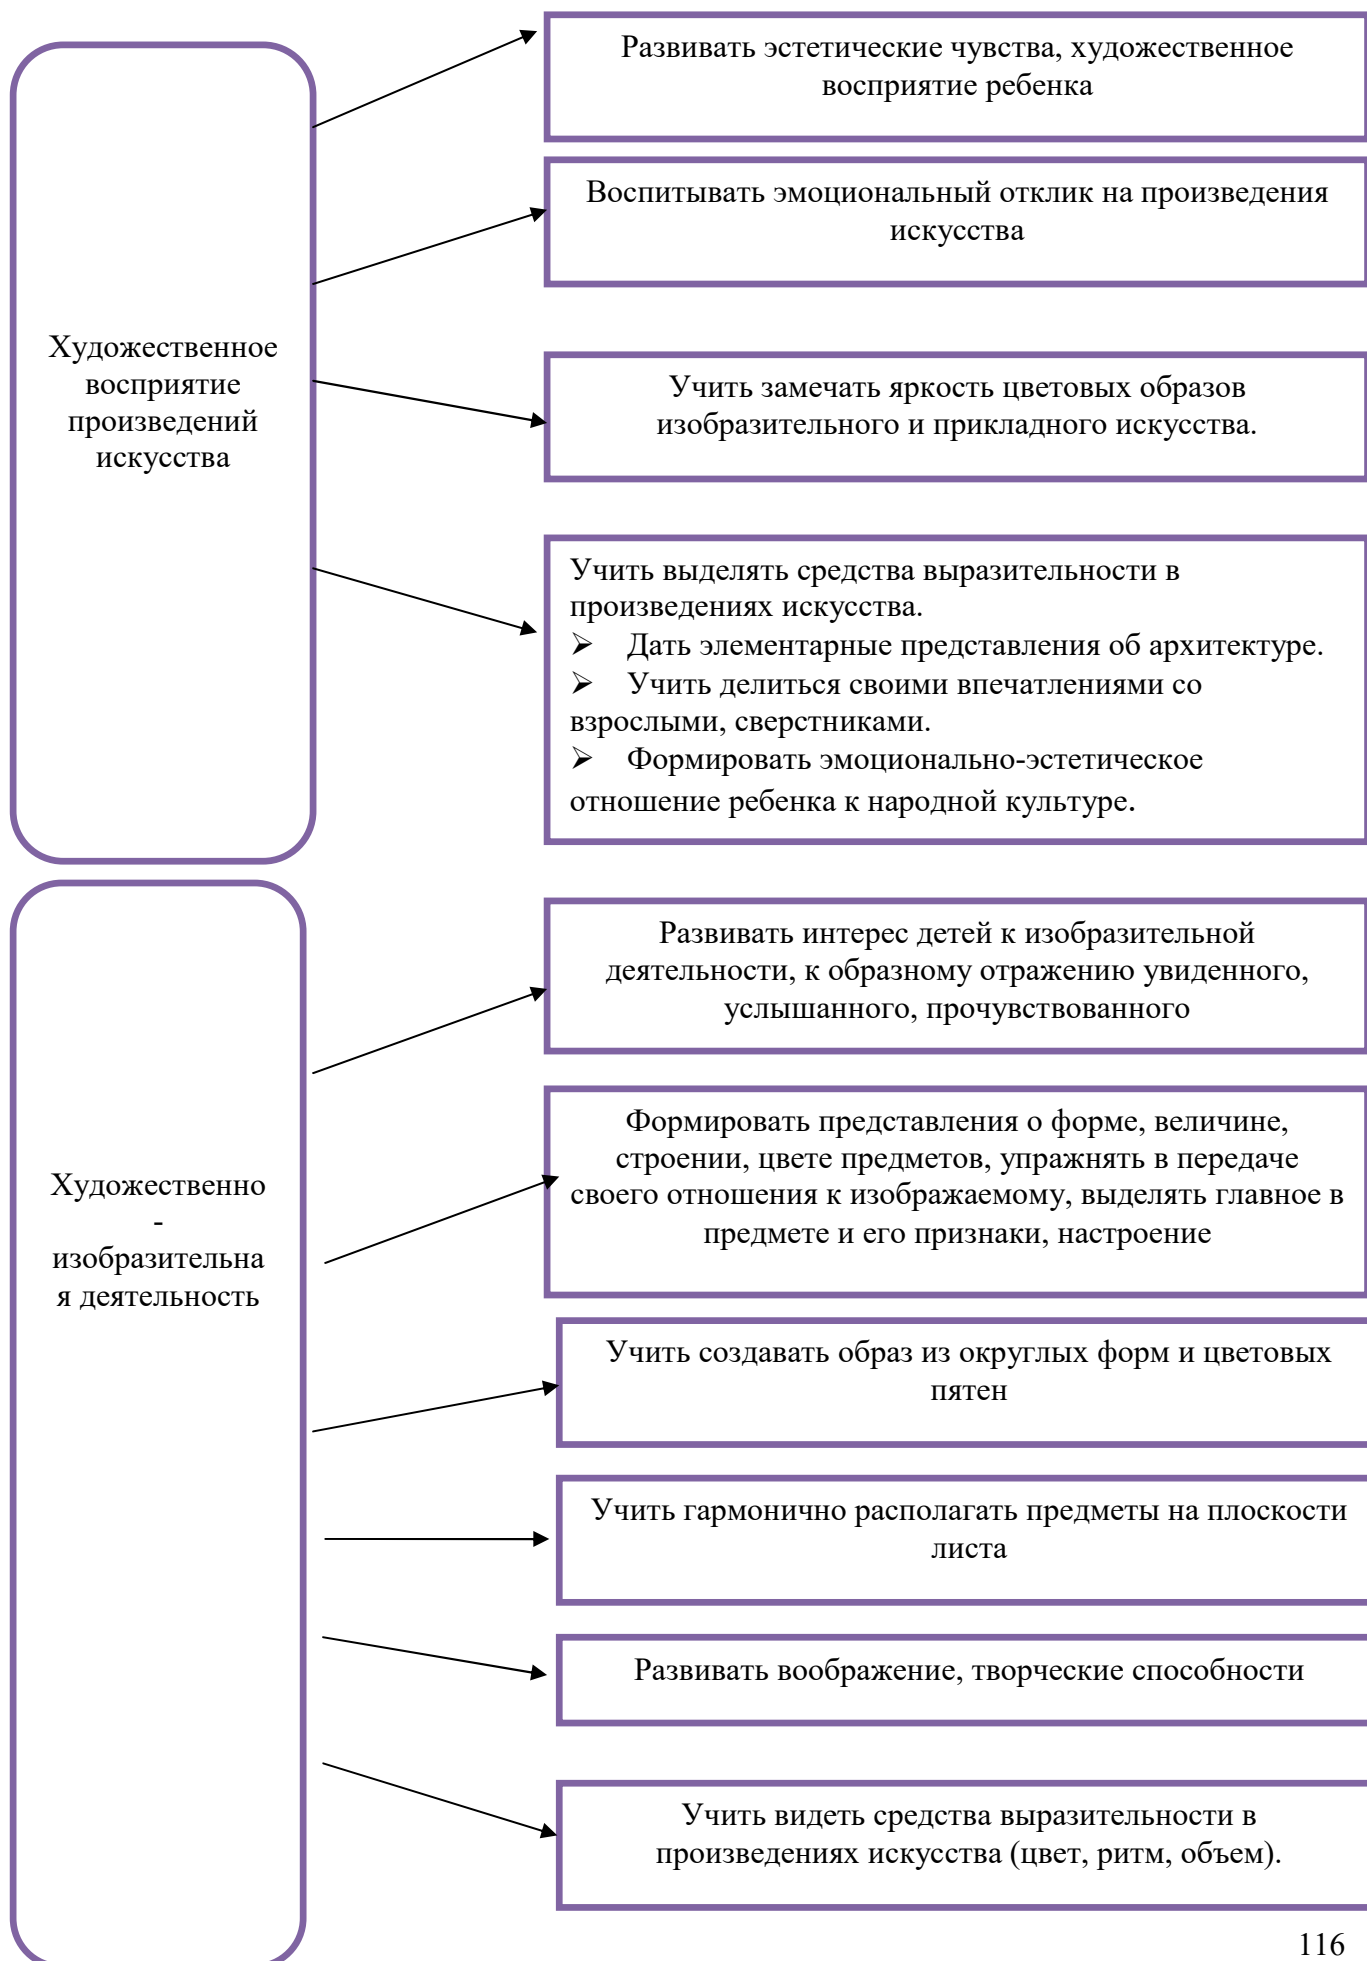 Художественное
восприятие
произведений
искусства
Развивать эстетические чувства, художественное
восприятие ребенка
Воспитывать эмоциональный отклик на произведения
искусства
Учить замечать яркость цветовых образов
изобразительного и прикладного искусства.
Учить выделять средства выразительности в
произведениях искусства.
➢ Дать элементарные представления об архитектуре.
➢ Учить делиться своими впечатлениями со
взрослыми, сверстниками.
➢ Формировать эмоционально-эстетическое
отношение ребенка к народной культуре.
Художественно
-
изобразительна
я деятельность
Развивать интерес детей к изобразительной
деятельности, к образному отражению увиденного,
услышанного, прочувствованного
Формировать представления о форме, величине,
строении, цвете предметов, упражнять в передаче
своего отношения к изображаемому, выделять главное в
предмете и его признаки, настроение
Учить создавать образ из округлых форм и цветовых
пятен
Учить гармонично располагать предметы на плоскости
листа
Развивать воображение, творческие способности
Учить видеть средства выразительности в
произведениях искусства (цвет, ритм, объем).
116